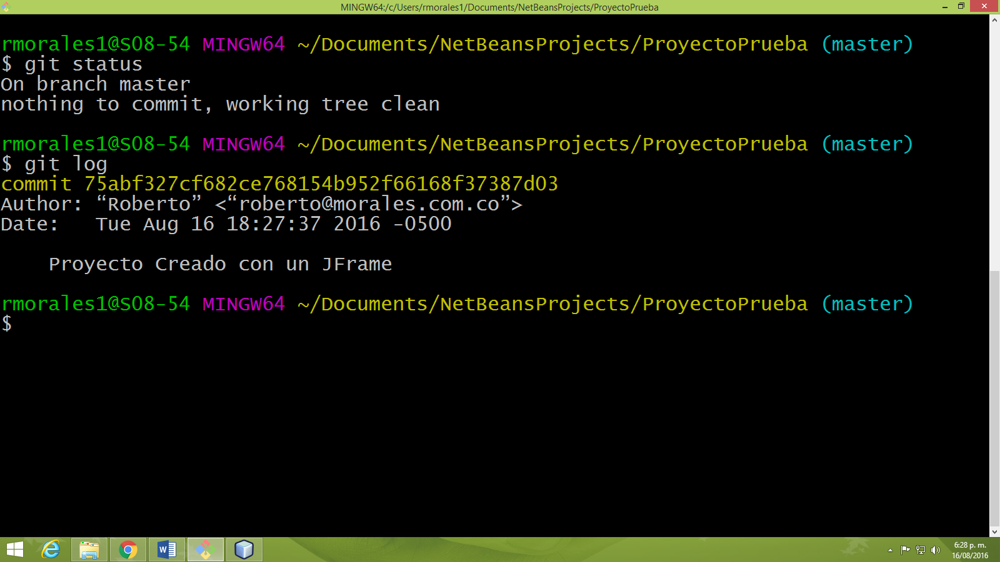 MINGW64:/c/Users/rmorales1/Documents/NetBeansProjects/ProyectoPrueba
rmorales1@S08-54 MINGW64 ~/Documents/NetBeansProjects/ProyectoPrueba (master)
$ git status
On branch master
nothing to commit, working tree clean
rmorales1@S08-54 MINGW64 ~/Documents/NetBeansProjects/ProyectoPrueba (master)
$ git log
commit 75abf327cf682ce768154b952f66168f37387d03
Author: “Roberto” <“roberto@morales.com.co”>
Date:   Tue Aug 16 18:27:37 2016 -0500
Proyecto Creado con un JFrame
rmorales1@S08-54 MINGW64 ~/Documents/NetBeansProjects/ProyectoPrueba (master)
$
6:28 p. m.
16/08/2016